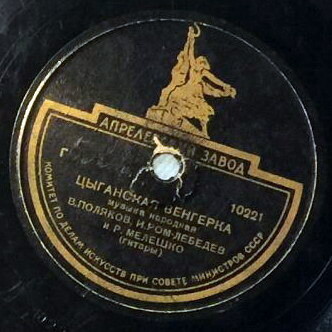 АПРЕЛЕВСКИЙ ЗАВОД
Г
ЦЫГАНСКАЯ ВЕНГЕРКА
музыка народная
10221
В.ПОЛЯКОВ, И.РОМ-ЛЕБЕДЕВ
и Р. МЕЛЕШКО
(гитары)
КОМИТЕТ ПО ДЕЛАМ ИСКУССТВ ПРИ СОВЕТЕ МИНИСТРОВ СССР